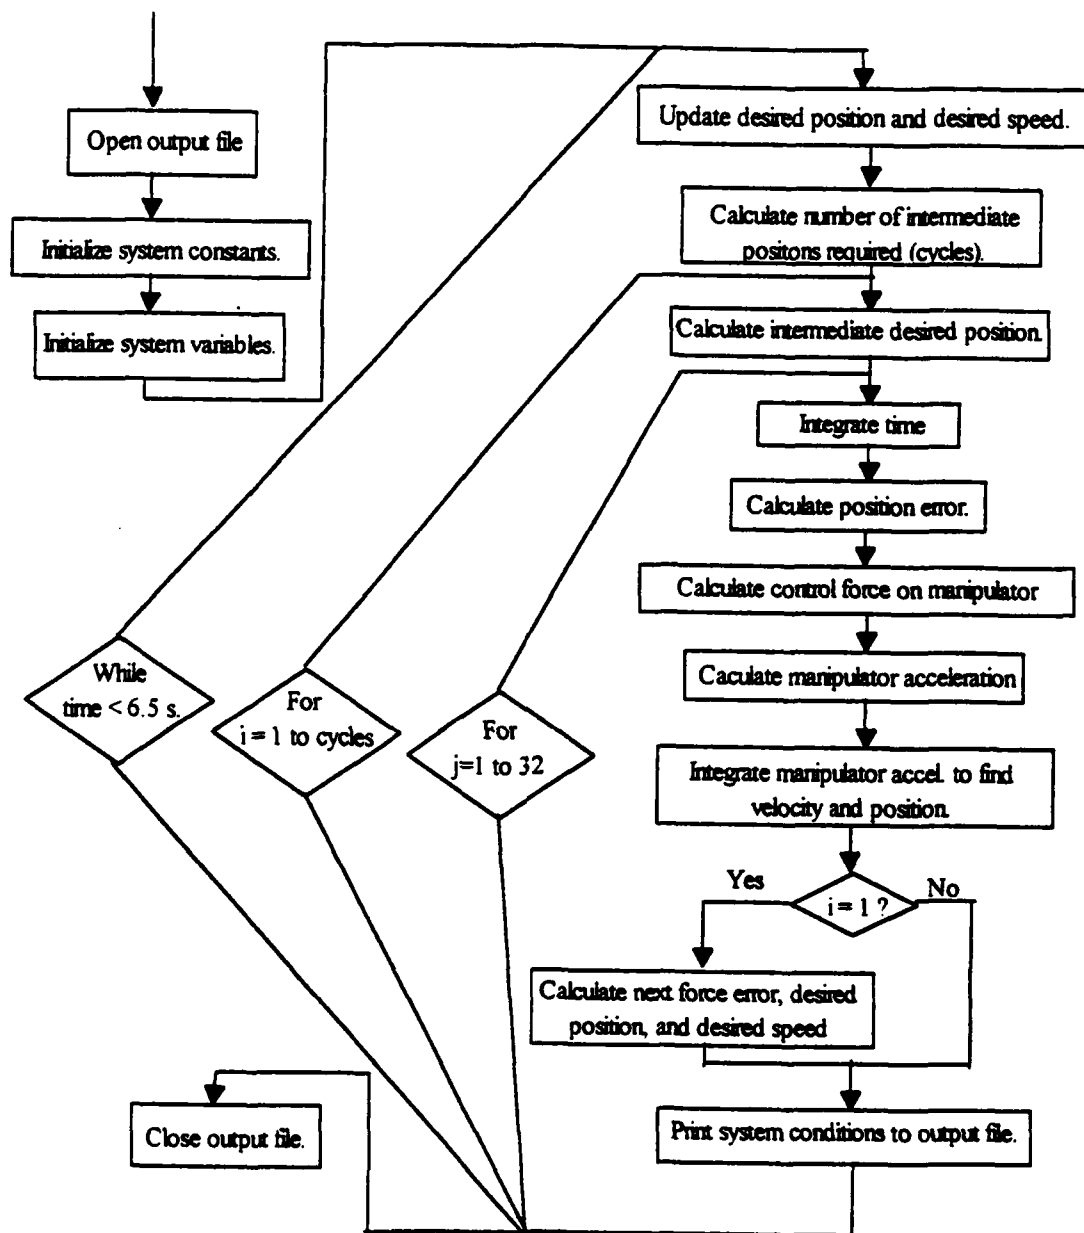 Open output file
Initialize system constants.
Initialize system variables.
Update desired position and desired speed.
Calculate number of intermediate
positons required (cycles).
Calculate intermediate desired position.
Integrate time
Calculate position error.
Calculate control force on manipulator
Caculate manipulator acceleration
Integrate manipulator accel. to find
velocity and position.
While
time < 6.5 s.
For
i = 1 to cycles
For
j=1 to 32
Yes
i = 1 ?
No
Calculate next force error, desired
position, and desired speed
Print system conditions to output file.
Close output file.